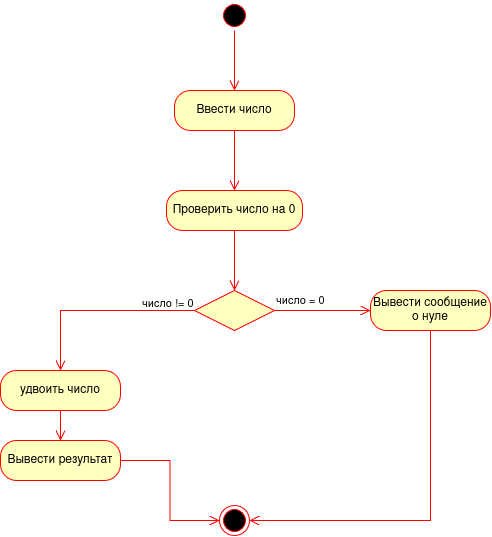 Ввести число
Проверить число на 0
число != 0
число = 0
Вывести сообщение
о нуле
удвоить число
Вывести результат